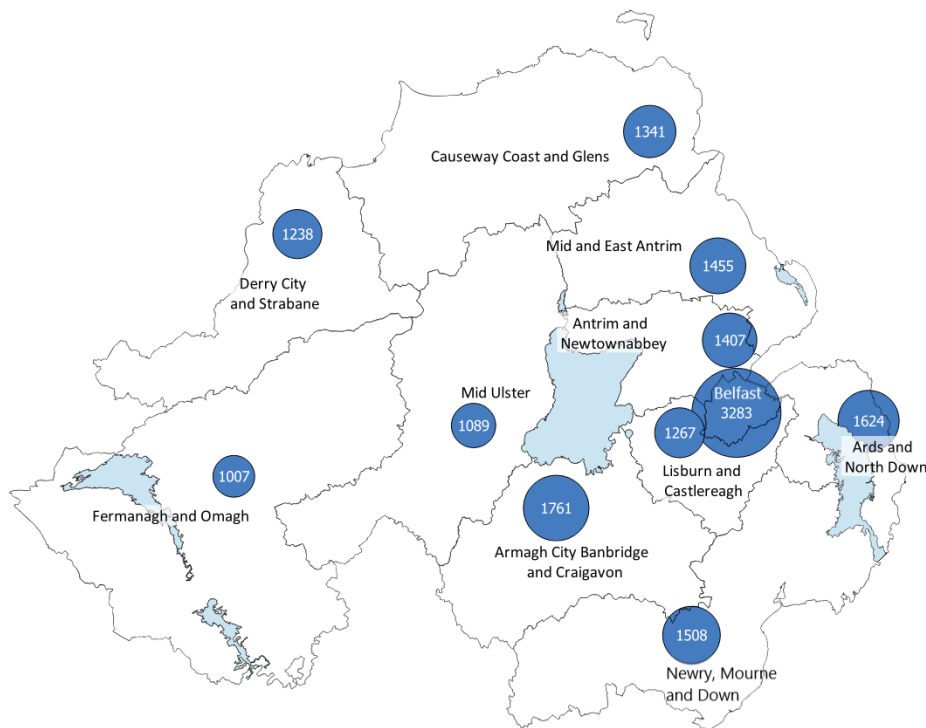 1341
Causeway Coast and Glens
1238
Derry City
and Strabane
Mid and East Antrim
1455
Antrim and
Newtownabbey
1407
Mid Ulster
1089
Belfast
3283
1267
Lisburn and
Castlereagh
1624
Ards and
North Down
1007
Fermanagh and Omagh
1761
Armagh City Banbridge
and Craigavon
1508
Newry, Mourne
and Down